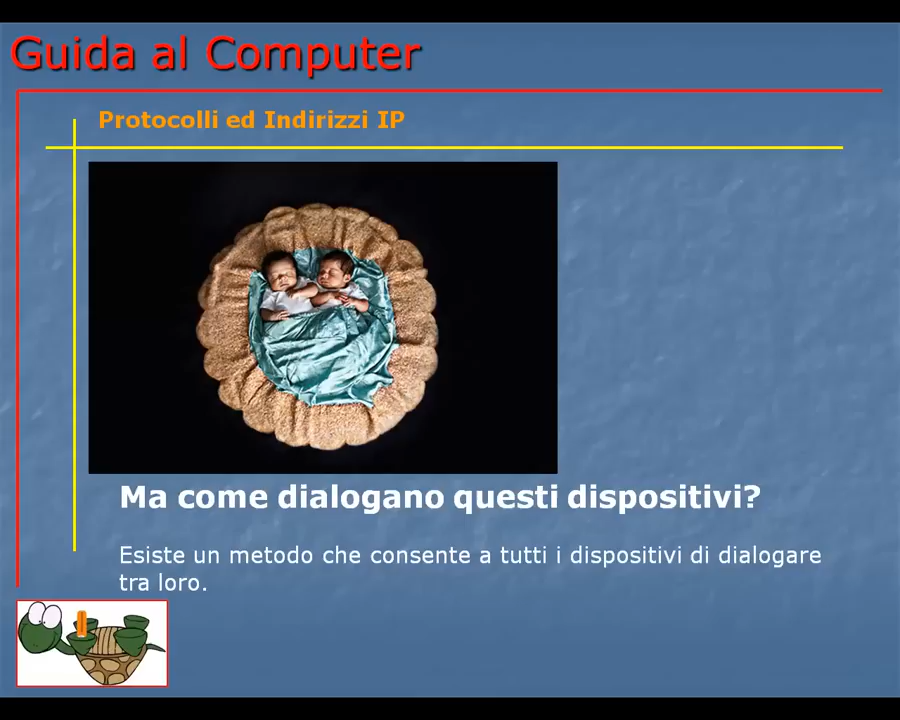 Guida al Computer
Protocolli ed Indirizzi IP
Ma come dialogano questi dispositivi?
Esiste un metodo che consente a tutti i dispositivi di dialogare
tra loro.